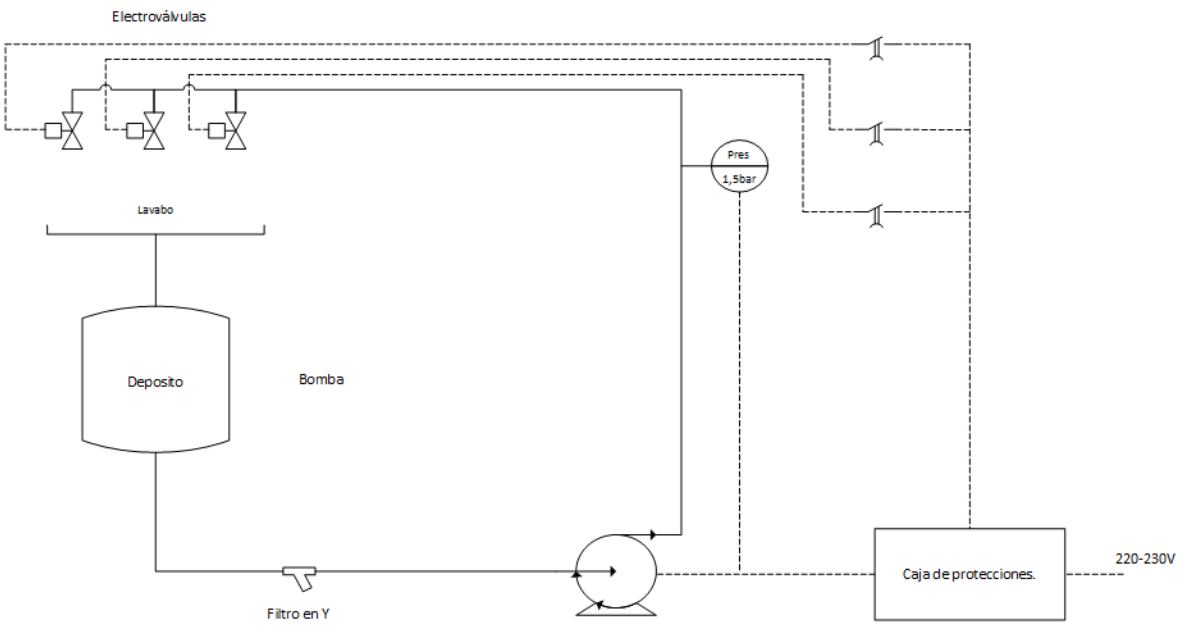 Electroválvulas
Pres
1,5bar
Lavabo
Deposito
Bomba
220-230V
Caja de protecciones.
Filtro en Y